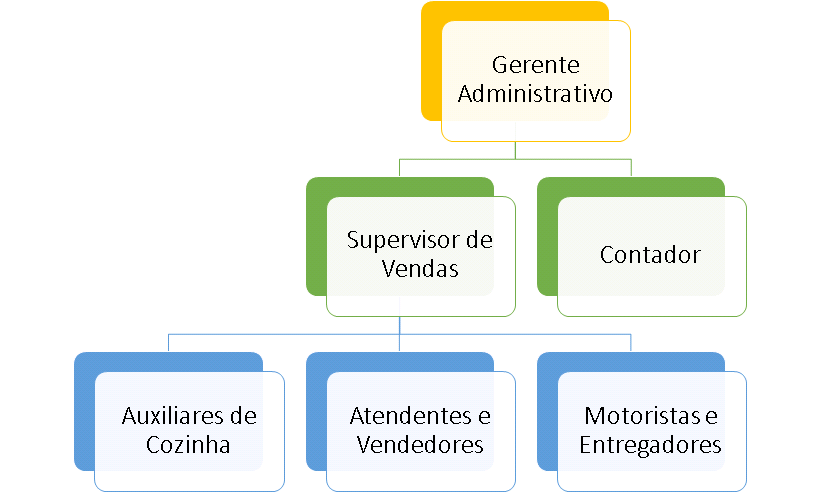 Gerente
Administrativo
Supervisor de
Vendas
Contador
Auxiliares de
Cozinha
Atendentes e
Vendedores
Motoristas e
Entregadores